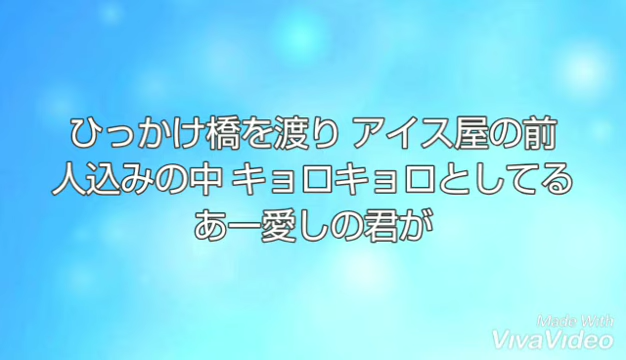 ひっかけ橋を渡り アイス屋の前
人込みの中 キョロキョロとしてる
あー愛しの君が
Made With
VivaVideo